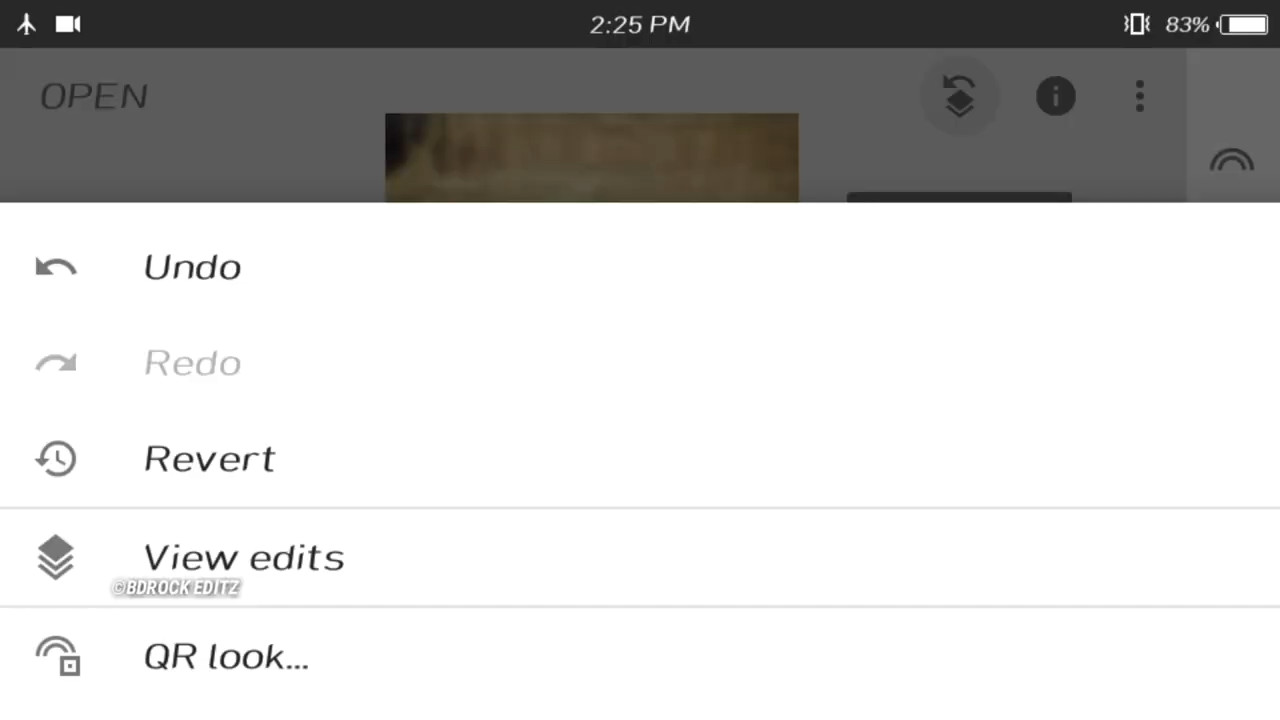 2:25 PM
83%
OPEN
Undo
Redo
Revert
View edits
©BDROCK EDITZ
QR look...